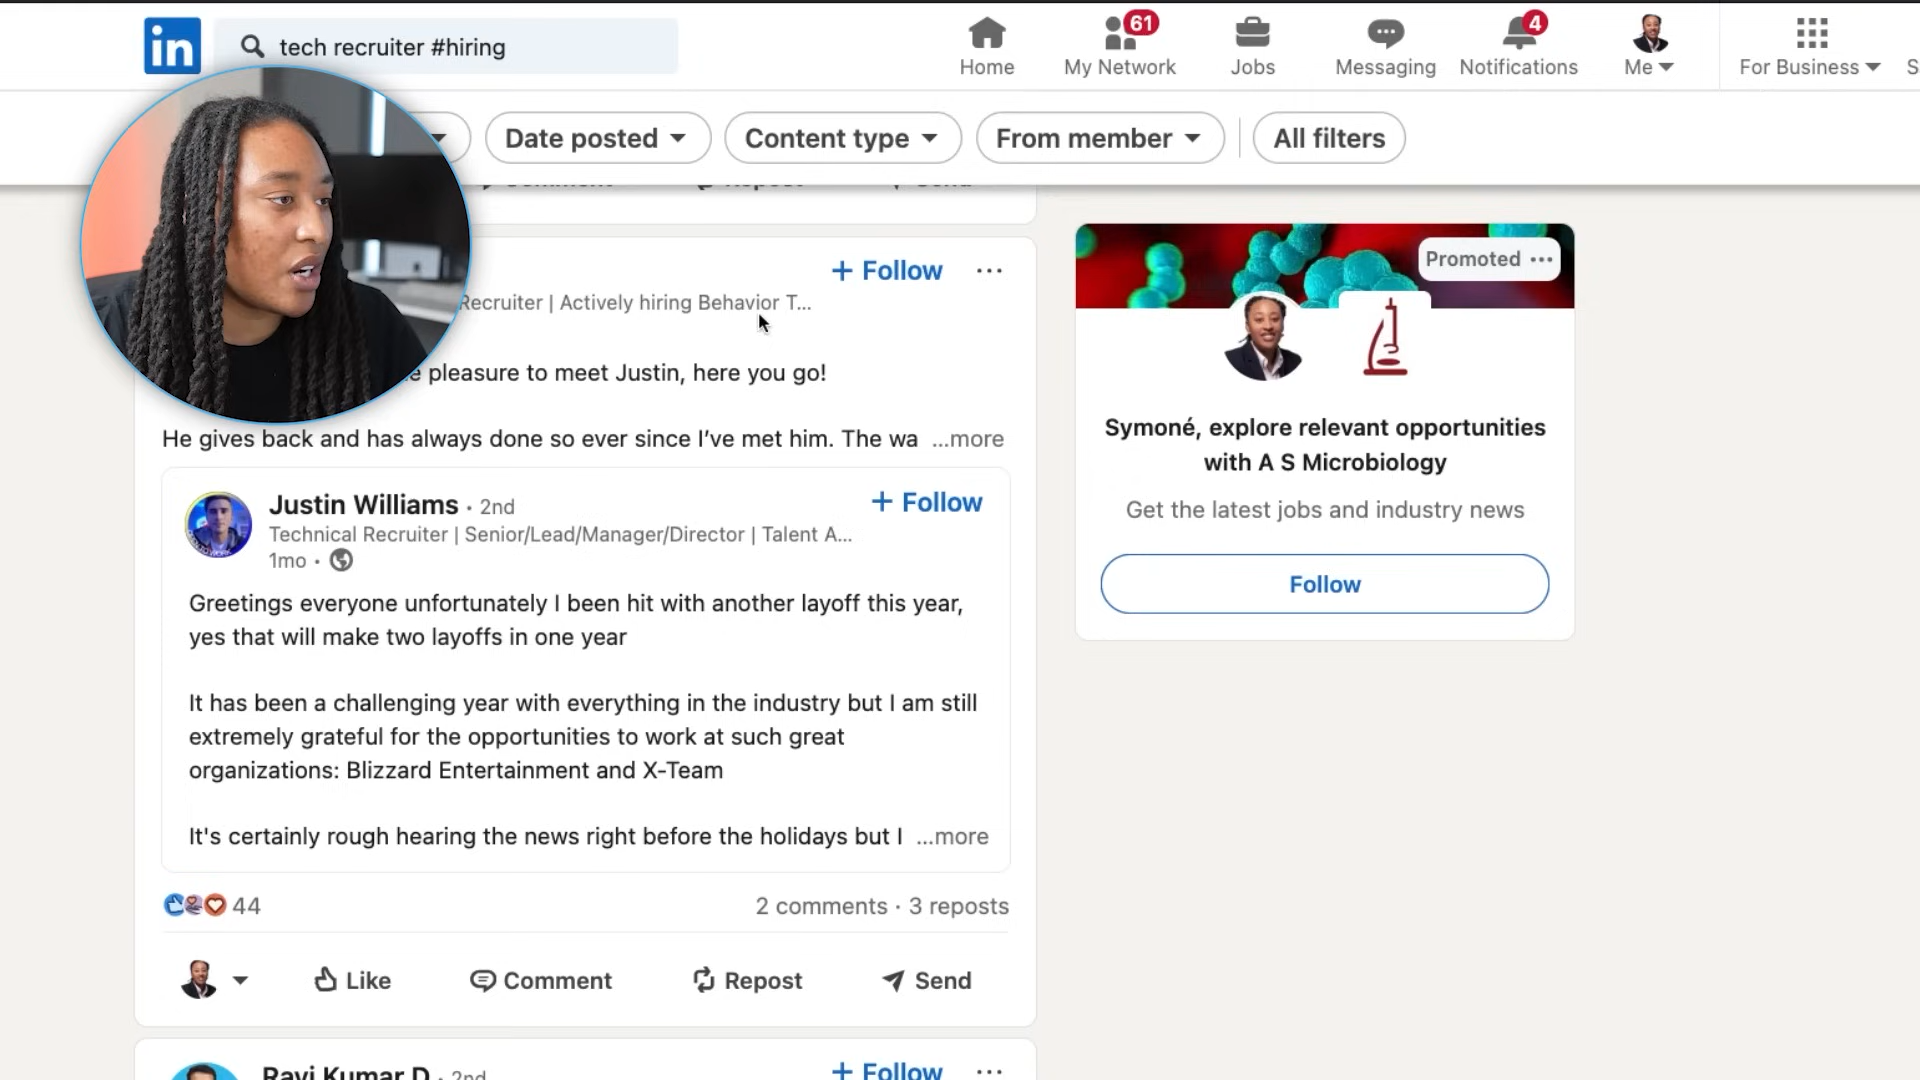 in
tech recruiter #hiring
Home
61
My Network
Jobs
Messaging
4
Notifications
Me
For Business
Date posted
Content type
From member
All filters
+ Follow
Recruiter | Actively hiring Behavior T...
pleasure to meet Justin, here you go!
He gives back and has always done so ever since I've met him. The wa ...more
Justin Williams · 2nd
+ Follow
Technical Recruiter | Senior/Lead/Manager/Director | Talent A...
1mo ·
Greetings everyone unfortunately I been hit with another layoff this year,
yes that will make two layoffs in one year
It has been a challenging year with everything in the industry but I am still
extremely grateful for the opportunities to work at such great
organizations: Blizzard Entertainment and X-Team
It's certainly rough hearing the news right before the holidays but I ...more
44
2 comments · 3 reposts
Like
Comment
Repost
Send
Ravi Kumar D · 2nd
+ Follow
Promoted
Symoné, explore relevant opportunities
with A S Microbiology
Get the latest jobs and industry news
Follow